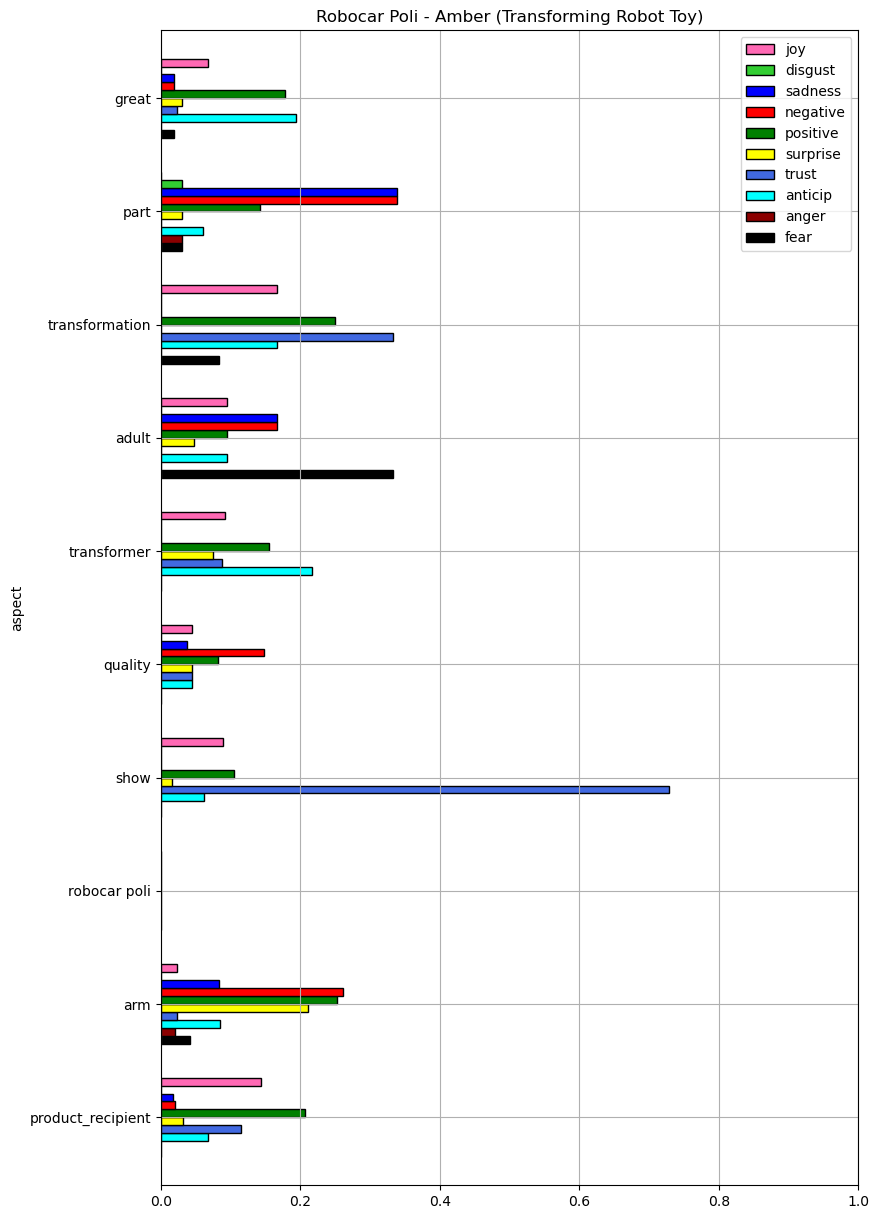 Robocar Poli - Amber (Transforming Robot Toy)
joy
disgust
sadness
negative
positive
surprise
trust
anticip
anger
fear
great
part
transformation
adult
transformer
quality
show
robocar poli
arm
product_recipient
aspect
0.0 0.2 0.4 0.6 0.8 1.0